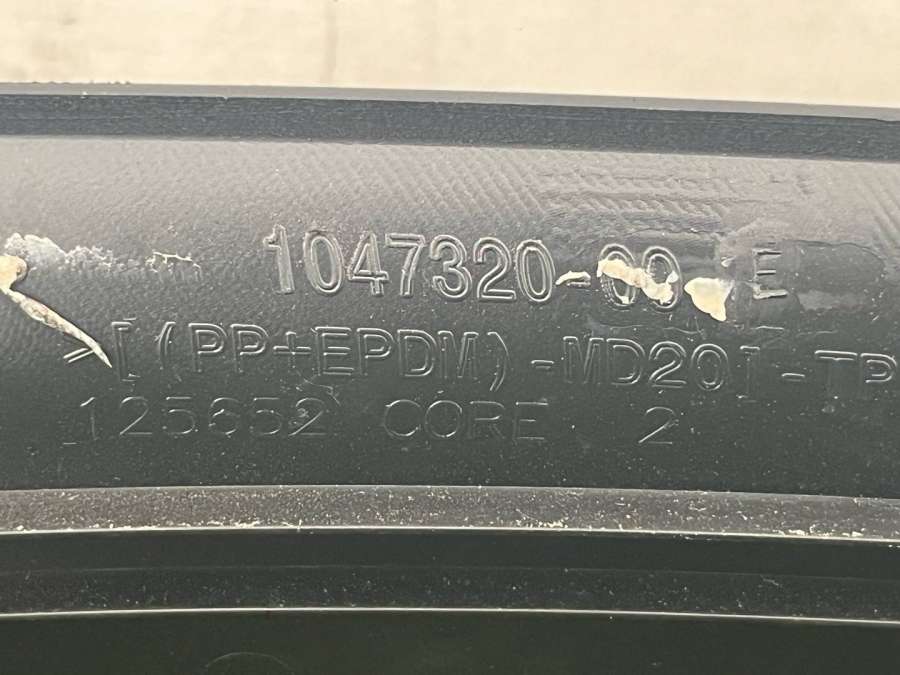 1047320-00 E
>[(PP+EPDM)-MD20]-TP
125652 CORE 2